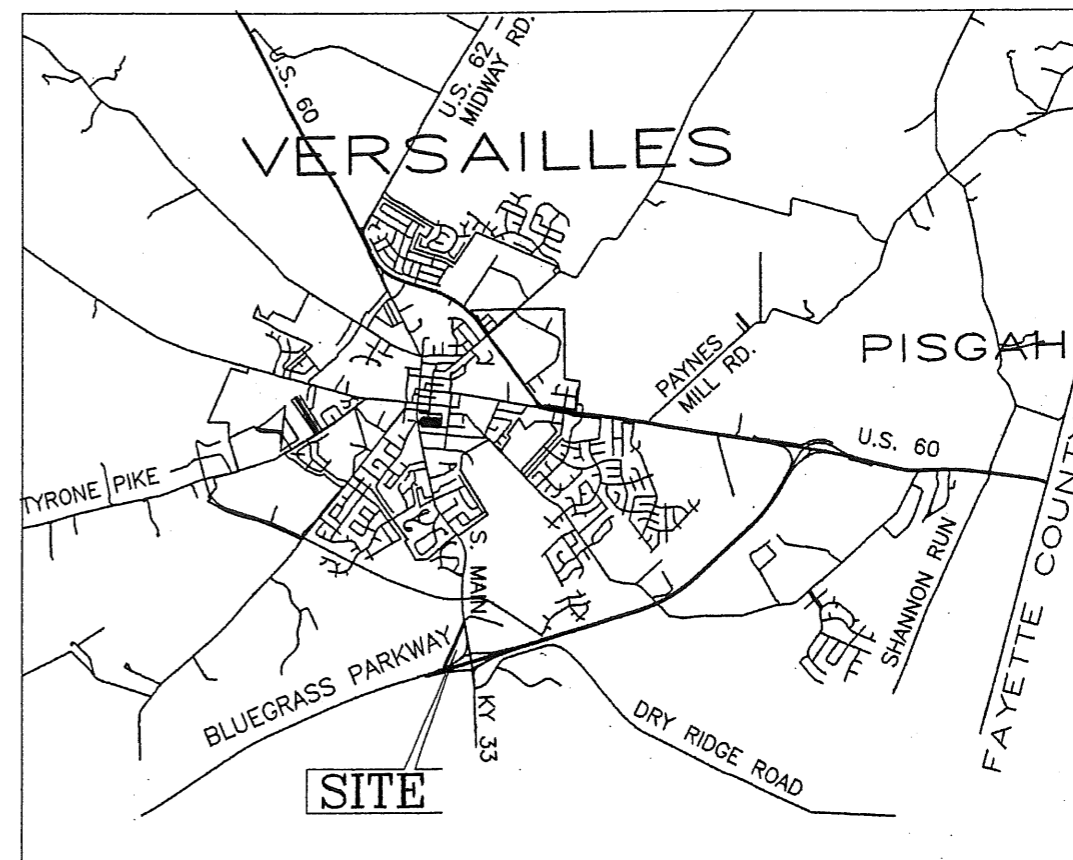 U.S. 60
U.S. 62 -
MIDWAY RD.
VERSAILLES
PISGAH
PAYNES
MILL RD.
U.S. 60
TYRONE PIKE
S. MAIN
SHANNON RUN
FAYETTE COUNTY
BLUEGRASS PARKWAY
KY 33
DRY RIDGE ROAD
SITE